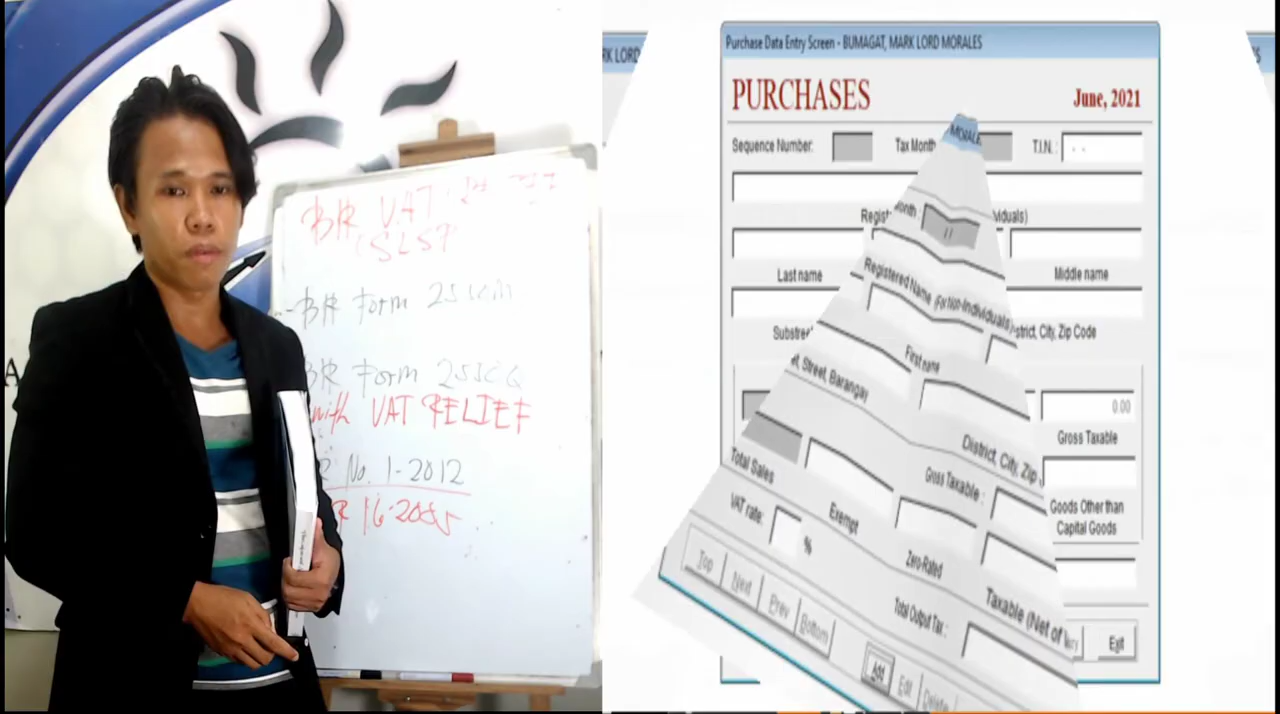 BIR VAT
SLSP
BIR Form 2550M
BIR Form 2550Q
with VAT RELIEF
No. 1-2012
16-2005
RK LORD
Purchase Data Entry Screen - BUMAGAT, MARK LORD MORALES
PURCHASES
June, 2021
Sequence Number:
Tax Month
T.I.N.:
Last name
Middle name
0.00
Gross Taxable
Goods Other than
Capital Goods
Exit
MORALE
Registered Name (For Non-Individuals)
First name
Street, Barangay
District, City, Zip
Total Sales
Exempt
Gross Taxable :
VAT rate:
%
Zero-Rated
Taxable (Net of
Total Output Tax :
Top
Next
Prev
Bottom
Add
Edit
Delete
District, City, Zip Code